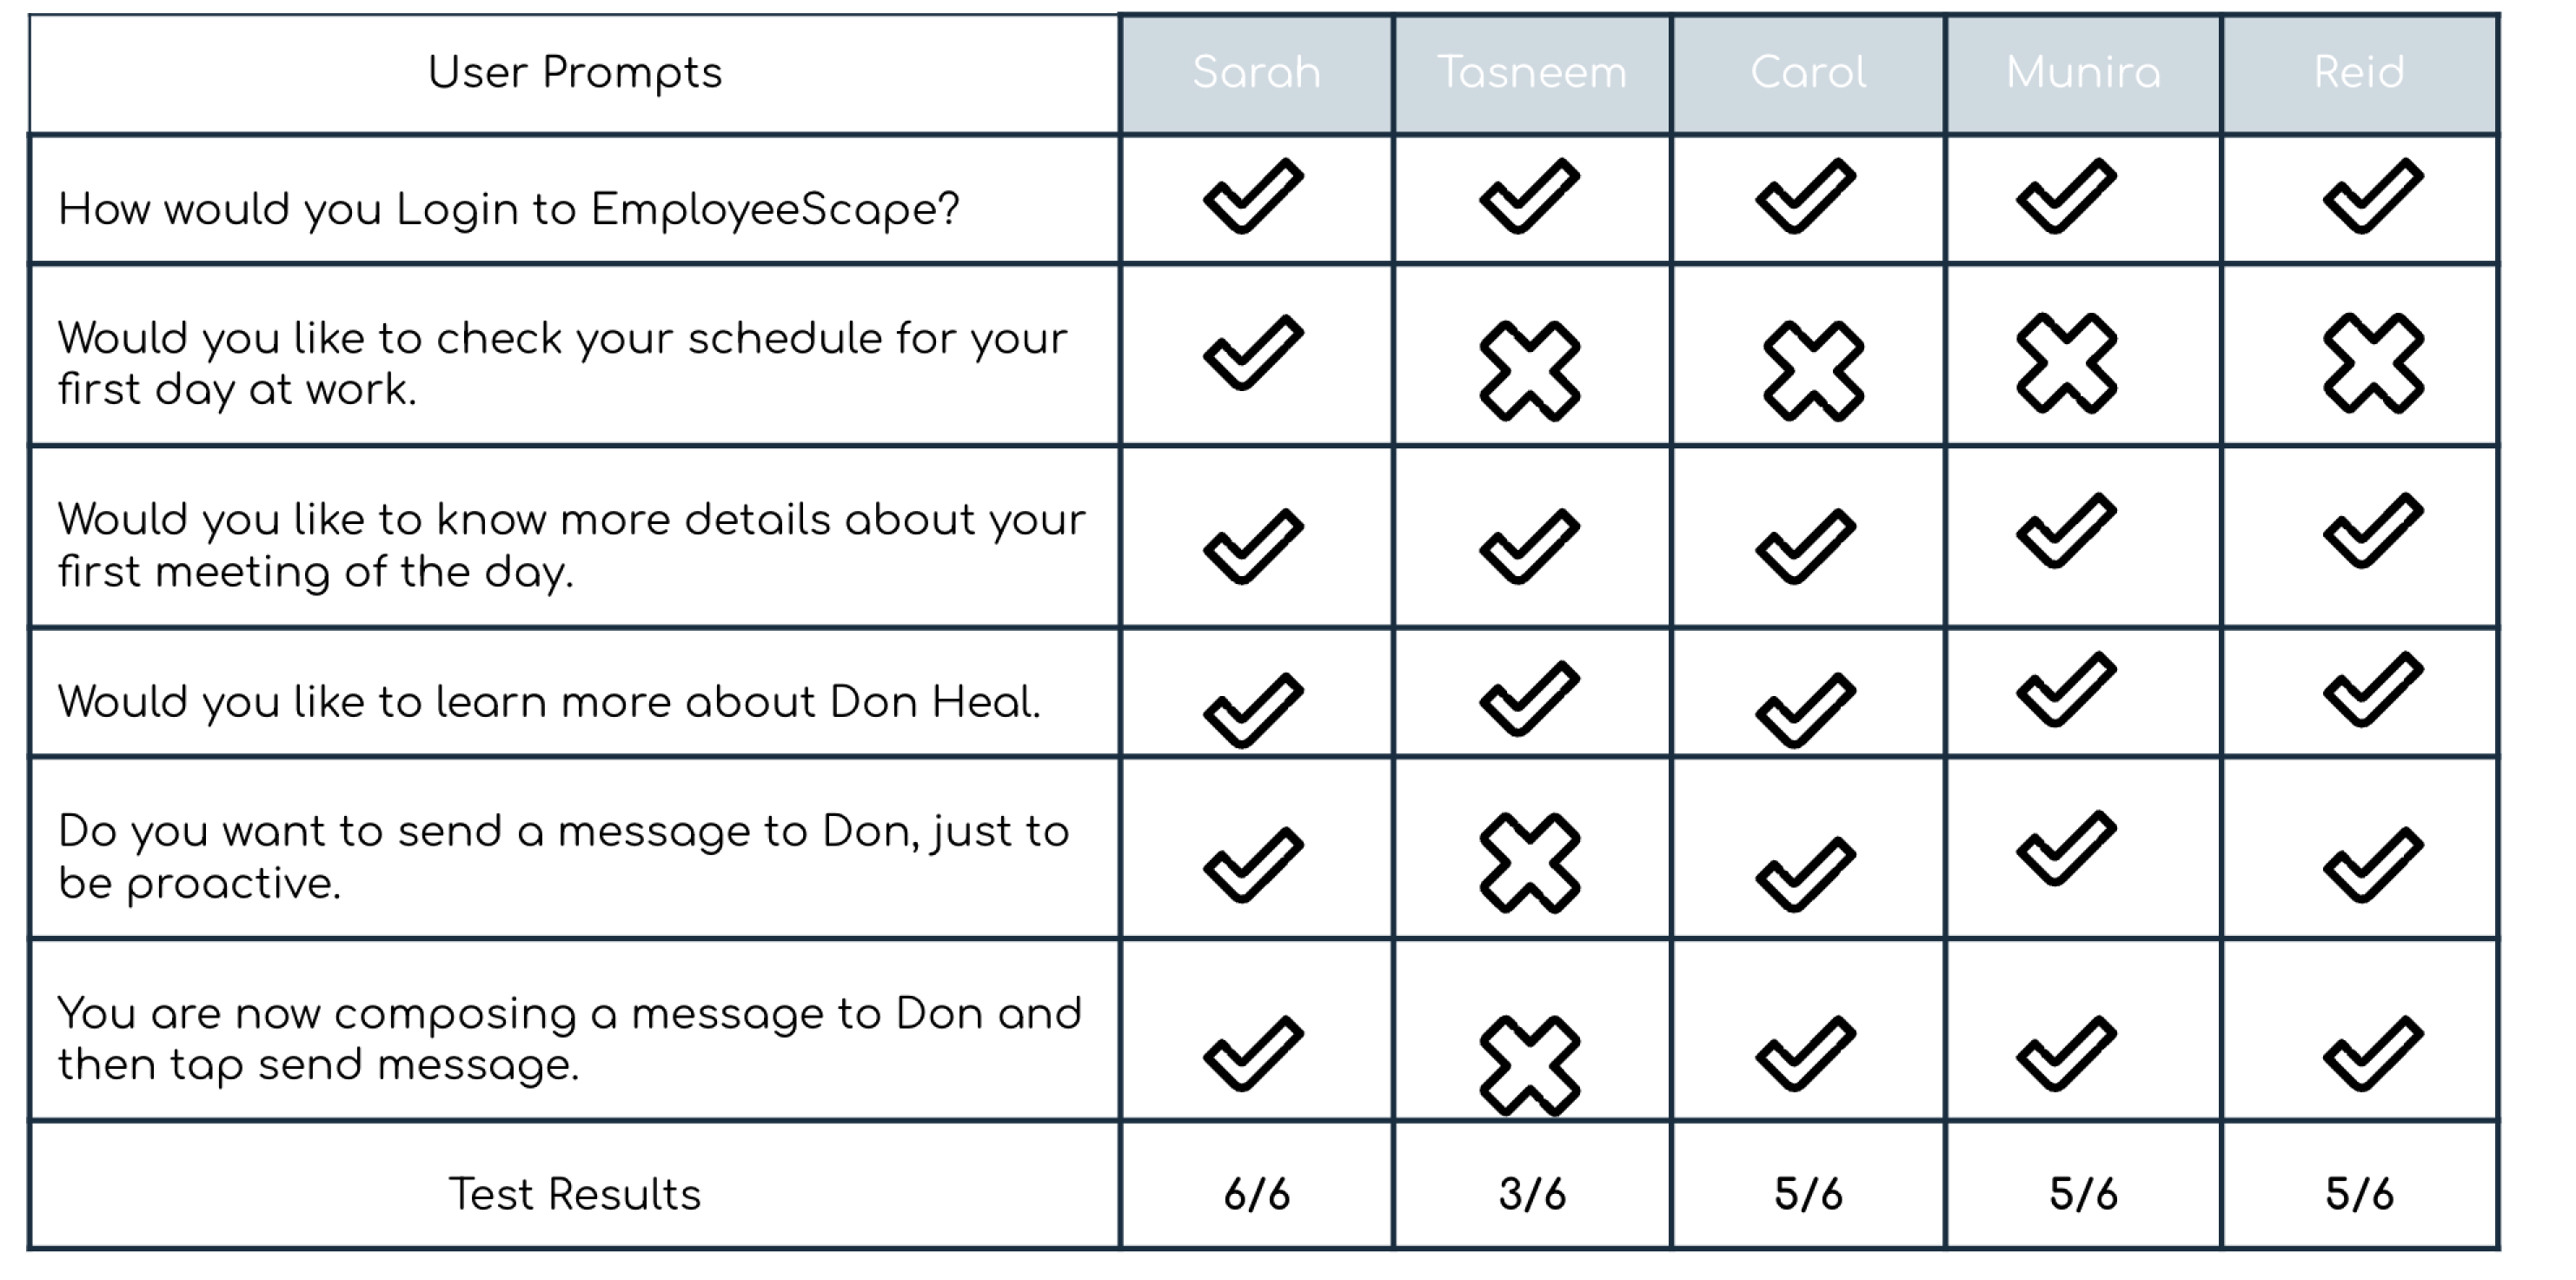 User Prompts Sarah Tasneem Carol Munira Reid
How would you Login to EmployeeScape?
Would you like to check your schedule for your
first day at work.
Would you like to know more details about your
first meeting of the day.
Would you like to learn more about Don Heal.
Do you want to send a message to Don, just to
be proactive.
You are now composing a message to Don and
then tap send message.
Test Results 6/6 3/6 5/6 5/6 5/6